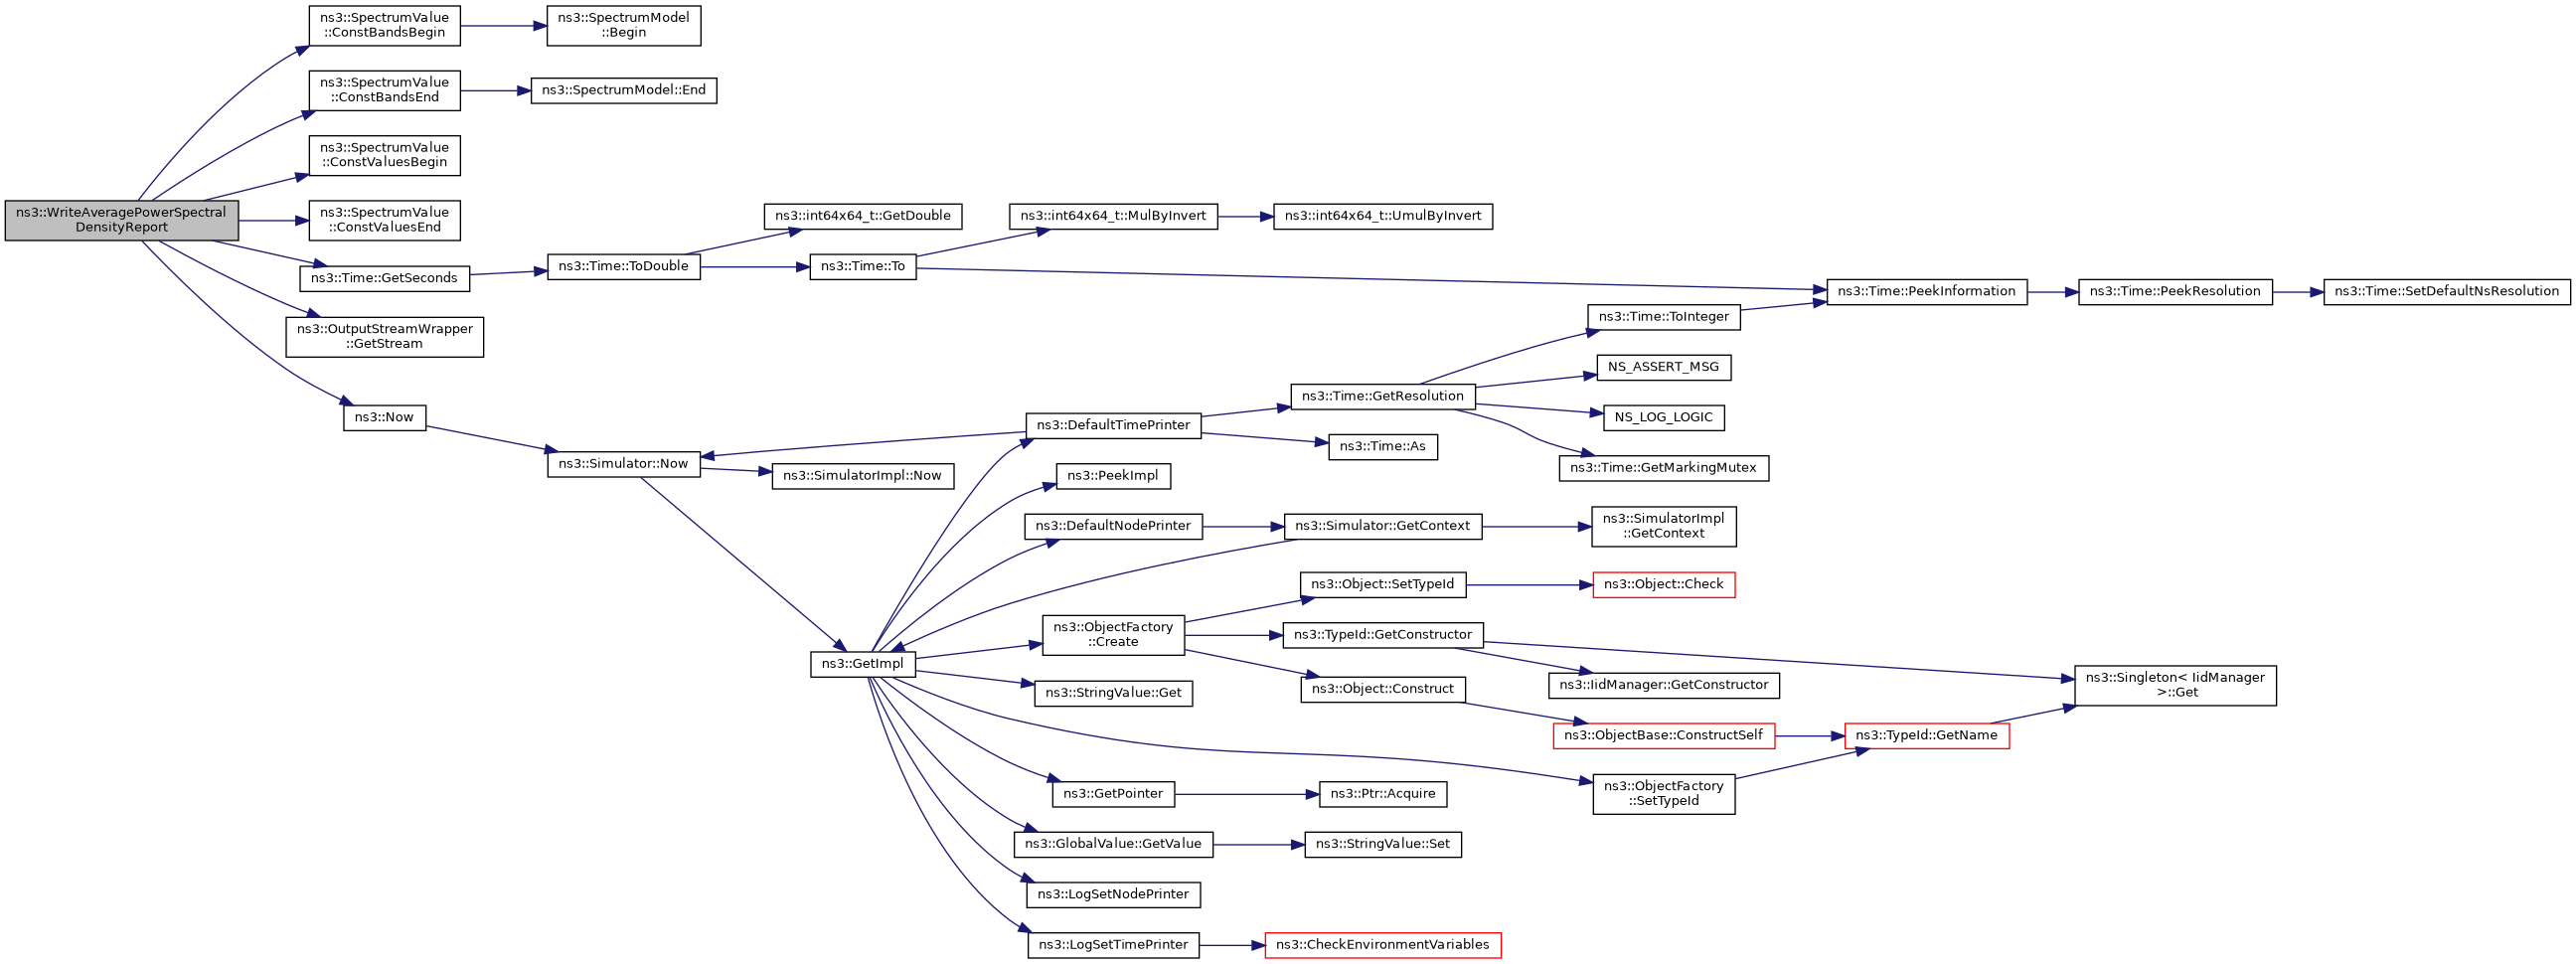 ns3::WriteAveragePowerSpectral
DensityReport
ns3::SpectrumValue
::ConstBandsBegin
ns3::SpectrumModel
::Begin
ns3::SpectrumValue
::ConstBandsEnd
ns3::SpectrumModel::End
ns3::SpectrumValue
::ConstValuesBegin
ns3::SpectrumValue
::ConstValuesEnd
ns3::Time::GetSeconds
ns3::Time::ToDouble
ns3::int64x64_t::GetDouble
ns3::Time::To
ns3::int64x64_t::MulByInvert
ns3::int64x64_t::UmulByInvert
ns3::Time::PeekInformation
ns3::Time::PeekResolution
ns3::Time::SetDefaultNsResolution
ns3::OutputStreamWrapper
::GetStream
ns3::Now
ns3::Simulator::Now
ns3::SimulatorImpl::Now
ns3::GetImpl
ns3::DefaultTimePrinter
ns3::Time::GetResolution
ns3::Time::ToInteger
NS_ASSERT_MSG
NS_LOG_LOGIC
ns3::Time::GetMarkingMutex
ns3::Time::As
ns3::PeekImpl
ns3::DefaultNodePrinter
ns3::Simulator::GetContext
ns3::SimulatorImpl
::GetContext
ns3::ObjectFactory
::Create
ns3::Object::SetTypeId
ns3::Object::Check
ns3::TypeId::GetConstructor
ns3::IidManager::GetConstructor
ns3::Singleton< IidManager
>::Get
ns3::Object::Construct
ns3::ObjectBase::ConstructSelf
ns3::TypeId::GetName
ns3::StringValue::Get
ns3::ObjectFactory
::SetTypeId
ns3::GetPointer
ns3::Ptr::Acquire
ns3::GlobalValue::GetValue
ns3::StringValue::Set
ns3::LogSetNodePrinter
ns3::LogSetTimePrinter
ns3::CheckEnvironmentVariables